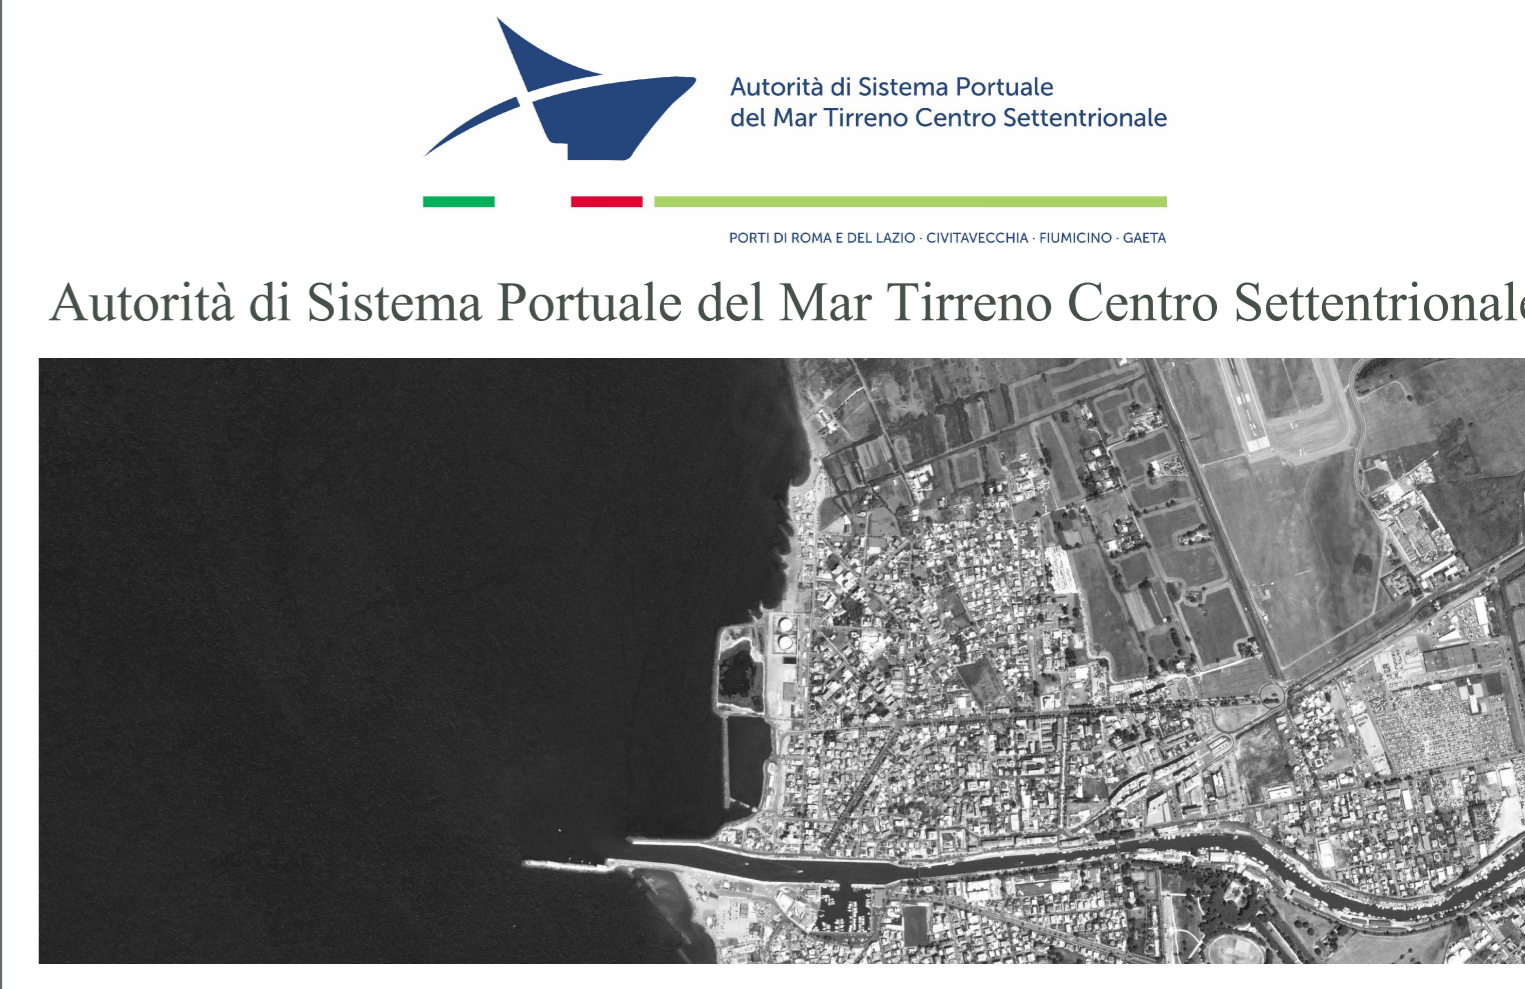 Autorità di Sistema Portuale
del Mar Tirreno Centro Settentrionale
PORTI DI ROMA E DEL LAZIO · CIVITAVECCHIA · FIUMICINO · GAETA
Autorità di Sistema Portuale del Mar Tirreno Centro Settentrionale